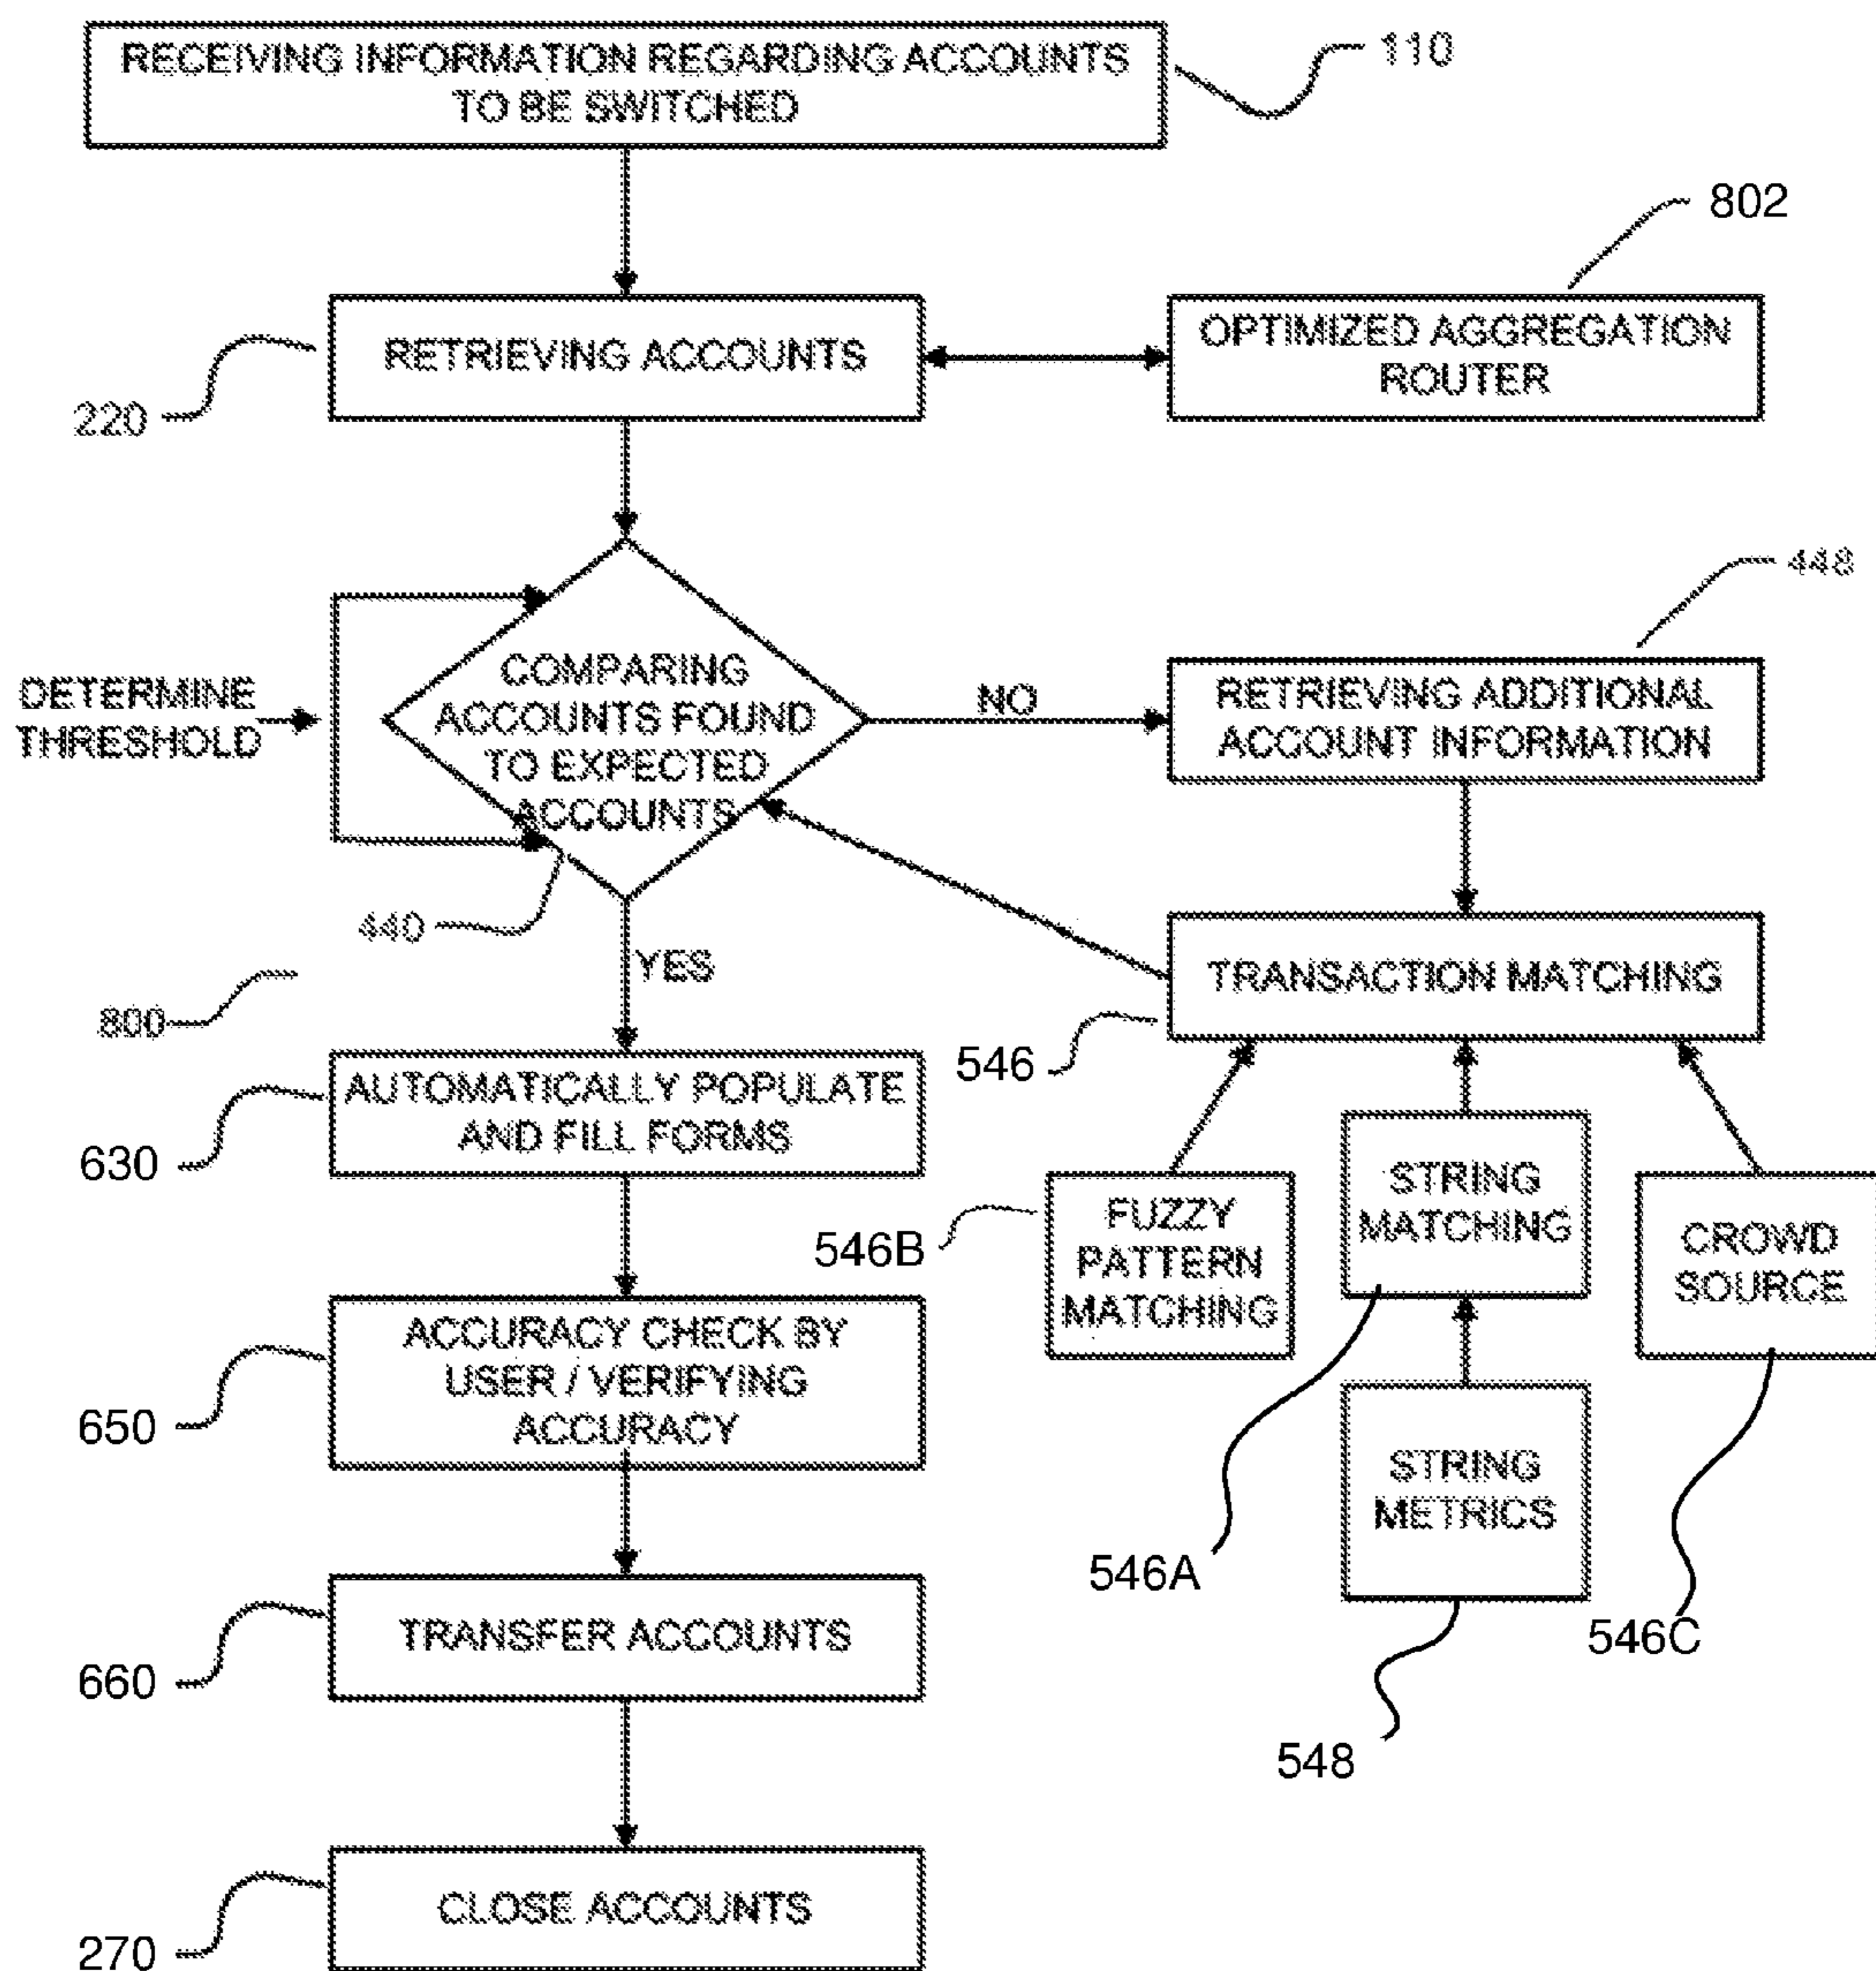 RECEIVING INFORMATION REGARDING ACCOUNTS
TO BE SWITCHED
110
802
RETRIEVING ACCOUNTS
OPTIMIZED AGGREGATION
ROUTER
220
448
DETERMINE
THRESHOLD
COMPARING
ACCOUNTS FOUND
TO EXPECTED
ACCOUNTS
NO
RETRIEVING ADDITIONAL
ACCOUNT INFORMATION
440
YES
TRANSACTION MATCHING
800
546
AUTOMATICALLY POPULATE
AND FILL FORMS
630
546B
FUZZY
PATTERN
MATCHING
STRING
MATCHING
CROWD
SOURCE
ACCURACY CHECK BY
USER / VERIFYING
ACCURACY
650
STRING
METRICS
546A
546C
TRANSFER ACCOUNTS
660
548
CLOSE ACCOUNTS
270